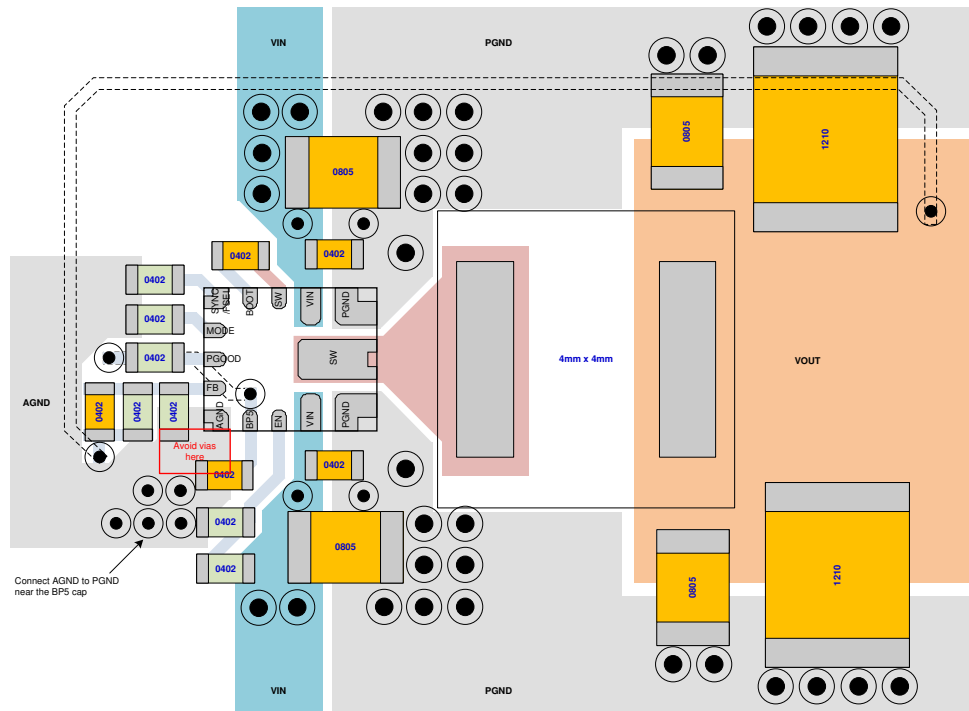 VIN
PGND
0805
1210
0805
0402
0402
0402
SYNC
/PSEL
BOOT
SW
VIN
PGND
0402
MODE
0402
PGOOD
SW
4mm x 4mm
VOUT
FB
AGND
0402
0402
0402
AGND
BP5
EN
VIN
PGND
Avoid vias
here
0402
0402
0402
0805
0402
Connect AGND to PGND
near the BP5 cap
0805
1210
VIN
PGND